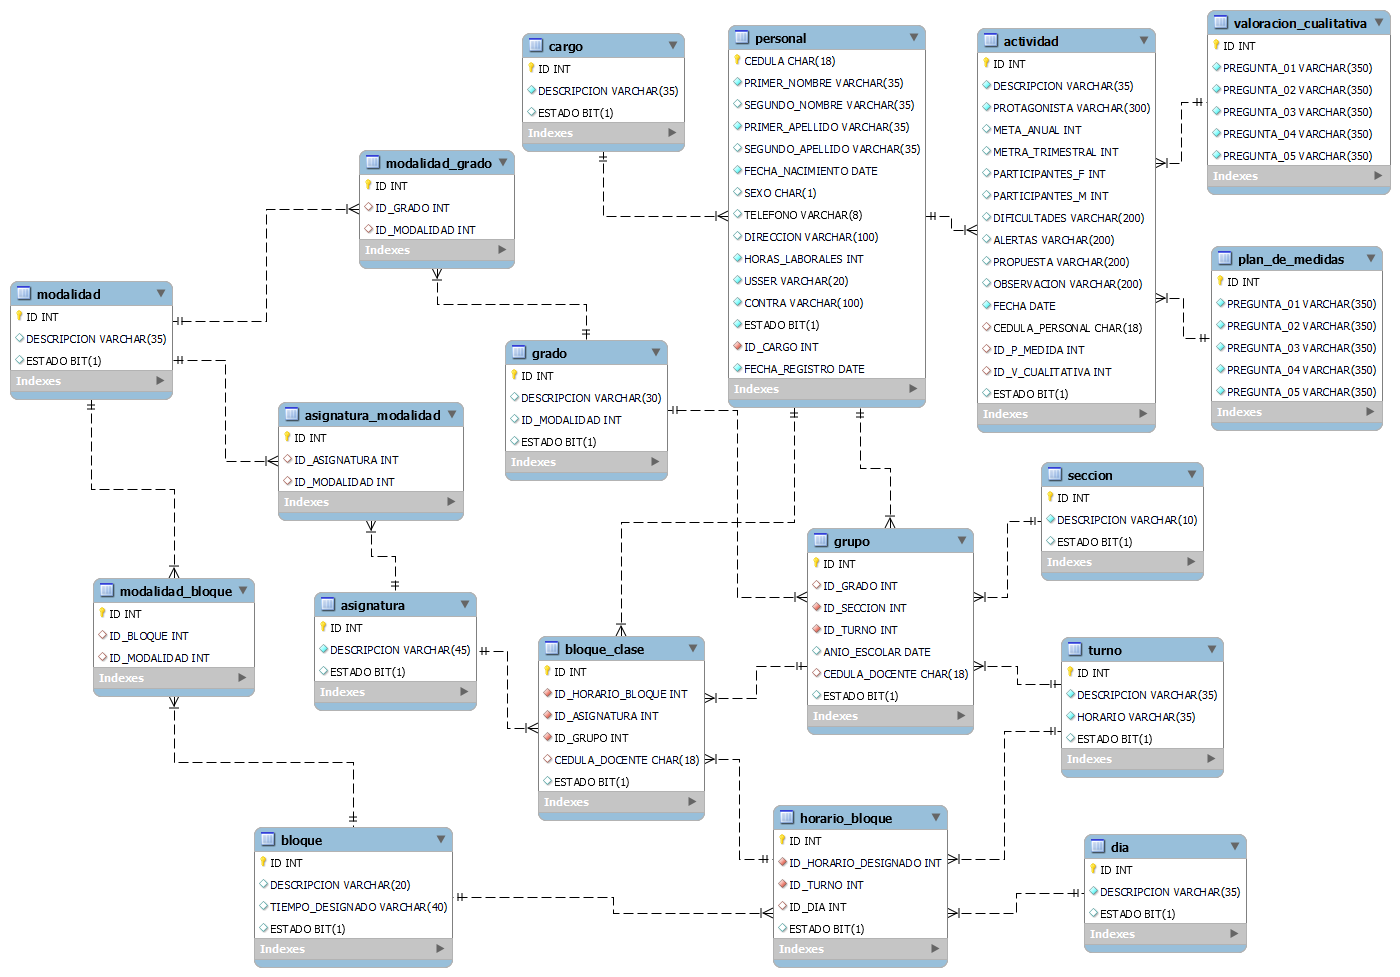 cargo
ID INT
DESCRIPCION VARCHAR(35)
ESTADO BIT(1)
Indexes
personal
CEDULA CHAR(18)
PRIMER_NOMBRE VARCHAR(35)
SEGUNDO_NOMBRE VARCHAR(35)
PRIMER_APELLIDO VARCHAR(35)
SEGUNDO_APELLIDO VARCHAR(35)
FECHA_NACIMIENTO DATE
SEXO CHAR(1)
TELEFONO VARCHAR(8)
DIRECCION VARCHAR(100)
HORAS_LABORALES INT
USSER VARCHAR(20)
CONTRA VARCHAR(100)
ESTADO BIT(1)
ID_CARGO INT
FECHA_REGISTRO DATE
Indexes
actividad
ID INT
DESCRIPCION VARCHAR(35)
PROTAGONISTA VARCHAR(300)
META_ANUAL INT
METRA_TRIMESTRAL INT
PARTICIPANTES_F INT
PARTICIPANTES_M INT
DIFICULTADES VARCHAR(200)
ALERTAS VARCHAR(200)
PROPUESTA VARCHAR(200)
OBSERVACION VARCHAR(200)
FECHA DATE
CEDULA_PERSONAL CHAR(18)
ID_P_MEDIDA INT
ID_V_CUALITATIVA INT
ESTADO BIT(1)
Indexes
valoracion_cualitativa
ID INT
PREGUNTA_01 VARCHAR(350)
PREGUNTA_02 VARCHAR(350)
PREGUNTA_03 VARCHAR(350)
PREGUNTA_04 VARCHAR(350)
PREGUNTA_05 VARCHAR(350)
Indexes
plan_de_medidas
ID INT
PREGUNTA_01 VARCHAR(350)
PREGUNTA_02 VARCHAR(350)
PREGUNTA_03 VARCHAR(350)
PREGUNTA_04 VARCHAR(350)
PREGUNTA_05 VARCHAR(350)
Indexes
modalidad_grado
ID INT
ID_GRADO INT
ID_MODALIDAD INT
Indexes
modalidad
ID INT
DESCRIPCION VARCHAR(35)
ESTADO BIT(1)
Indexes
grado
ID INT
DESCRIPCION VARCHAR(30)
ID_MODALIDAD INT
ESTADO BIT(1)
Indexes
asignatura_modalidad
ID INT
ID_ASIGNATURA INT
ID_MODALIDAD INT
Indexes
seccion
ID INT
DESCRIPCION VARCHAR(10)
ESTADO BIT(1)
Indexes
grupo
ID INT
ID_GRADO INT
ID_SECCION INT
ID_TURNO INT
ANIO_ESCOLAR DATE
CEDULA_DOCENTE CHAR(18)
ESTADO BIT(1)
Indexes
modalidad_bloque
ID INT
ID_BLOQUE INT
ID_MODALIDAD INT
Indexes
asignatura
ID INT
DESCRIPCION VARCHAR(45)
ESTADO BIT(1)
Indexes
bloque_clase
ID INT
ID_HORARIO_BLOQUE INT
ID_ASIGNATURA INT
ID_GRUPO INT
CEDULA_DOCENTE CHAR(18)
ESTADO BIT(1)
Indexes
turno
ID INT
DESCRIPCION VARCHAR(35)
HORARIO VARCHAR(35)
ESTADO BIT(1)
Indexes
bloque
ID INT
DESCRIPCION VARCHAR(20)
TIEMPO_DESIGNADO VARCHAR(40)
ESTADO BIT(1)
Indexes
horario_bloque
ID INT
ID_HORARIO_DESIGNADO INT
ID_TURNO INT
ID_DIA INT
ESTADO BIT(1)
Indexes
dia
ID INT
DESCRIPCION VARCHAR(35)
ESTADO BIT(1)
Indexes